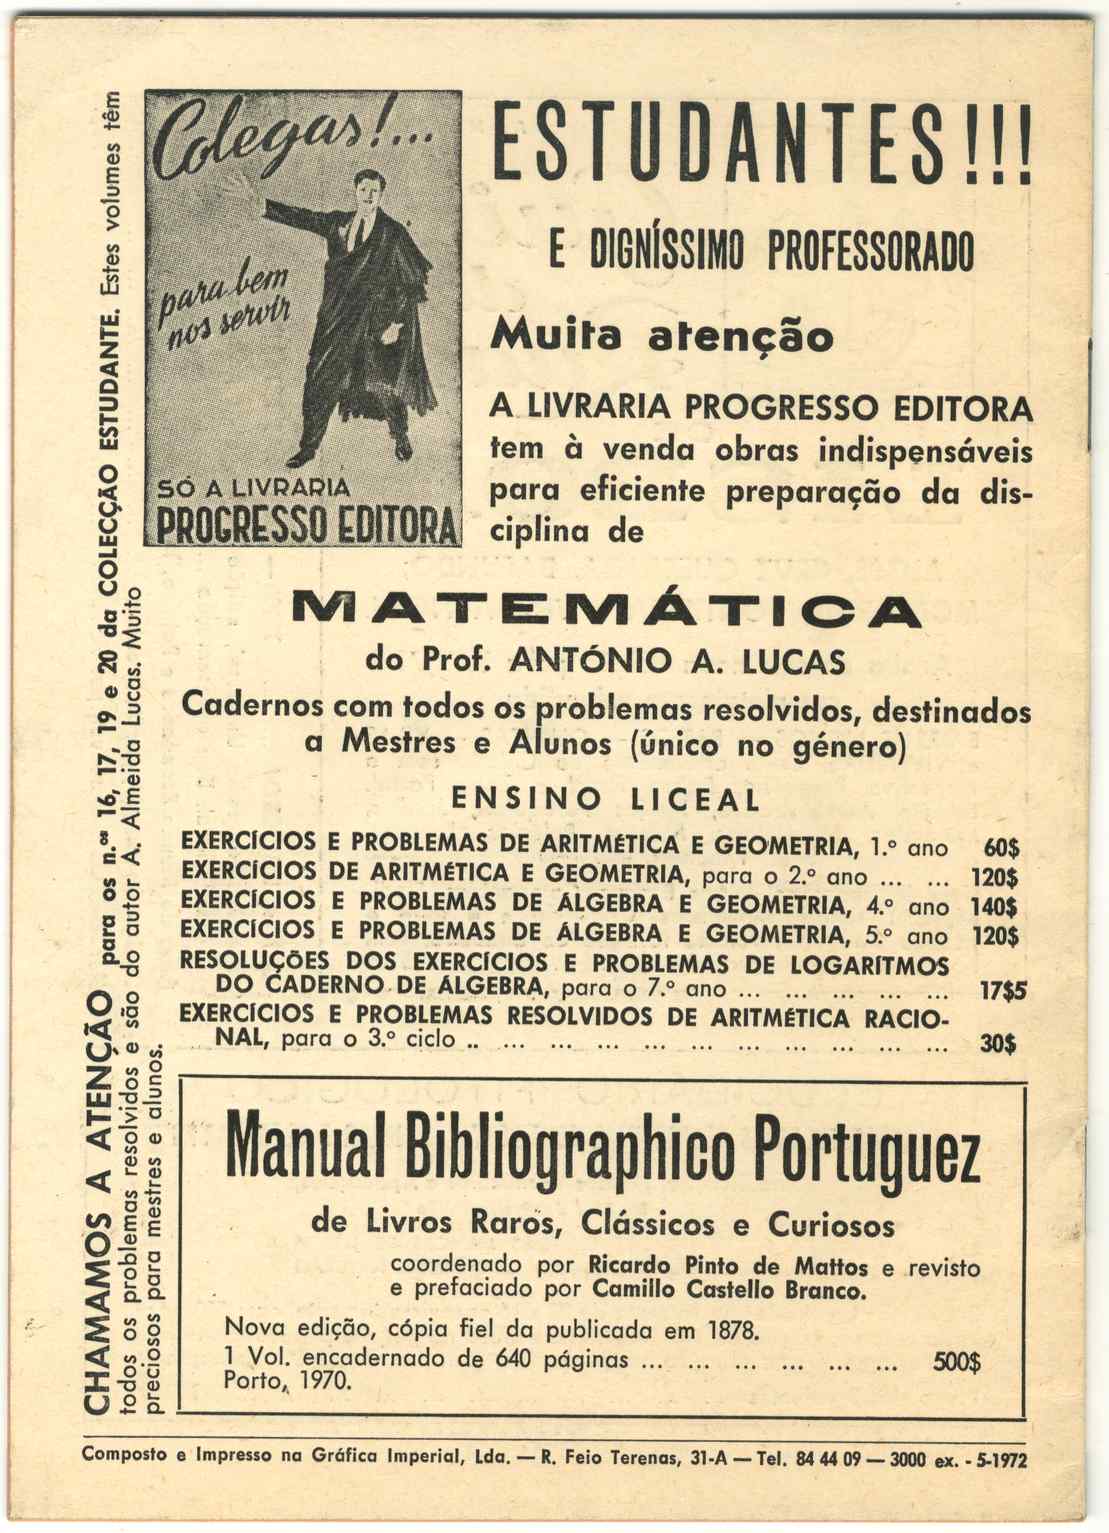 Colegas!...
para bem
nos servir
SÓ A LIVRARIA
PROGRESSO EDITORA
ESTUDANTES!!!
E DIGNÍSSIMO PROFESSORADO
Muita atenção
A LIVRARIA PROGRESSO EDITORA
tem à venda obras indispensáveis
para eficiente preparação da dis-
ciplina de
MATEMÁTICA
do Prof. ANTÓNIO A. LUCAS
Cadernos com todos os problemas resolvidos, destinados
a Mestres e Alunos (único no género)
ENSINO LICEAL
EXERCÍCIOS E PROBLEMAS DE ARITMÉTICA E GEOMETRIA, 1.º ano 60$
EXERCÍCIOS DE ARITMÉTICA E GEOMETRIA, para o 2.º ano ... ... 120$
EXERCÍCIOS E PROBLEMAS DE ÁLGEBRA E GEOMETRIA, 4.º ano 140$
EXERCÍCIOS E PROBLEMAS DE ÁLGEBRA E GEOMETRIA, 5.º ano 120$
RESOLUÇÕES DOS EXERCÍCIOS E PROBLEMAS DE LOGARÍTMOS
DO CADERNO DE ÁLGEBRA, para o 7.º ano ... ... ... ... ... 17$5
EXERCÍCIOS E PROBLEMAS RESOLVIDOS DE ARITMÉTICA RACIO-
NAL, para o 3.º ciclo .. ... ... ... ... ... ... ... ... ... ... 30$
CHAMAMOS A ATENÇÃO para os n.ºs 16, 17, 19 e 20 da COLECÇÃO ESTUDANTE. Estes volumes têm
todos os problemas resolvidos e são do autor A. Almeida Lucas. Muito
preciosos para mestres e alunos.
Manual Bibliographico Portuguez
de Livros Raros, Clássicos e Curiosos
coordenado por Ricardo Pinto de Mattos e revisto
e prefaciado por Camillo Castello Branco.
Nova edição, cópia fiel da publicada em 1878.
1 Vol. encadernado de 640 páginas ... ... ... ... ... ... 500$
Porto, 1970.
Composto e Impresso na Gráfica Imperial, Lda. — R. Feio Terenas, 31-A — Tel. 84 44 09 — 3000 ex. - 5-1972